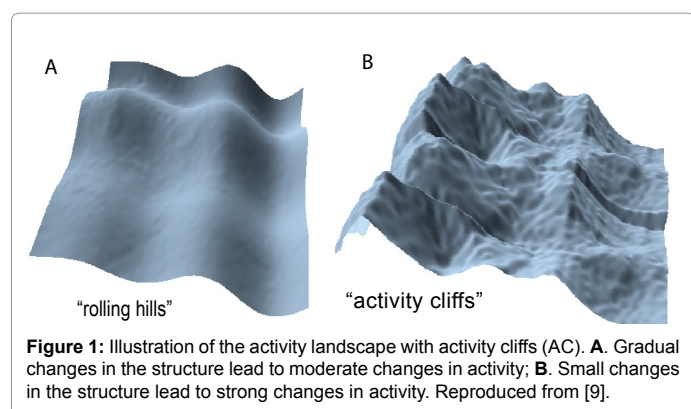 A
B
"rolling hills"
“activity cliffs”
Figure 1: Illustration of the activity landscape with activity cliffs (AC). A. Gradual
changes in the structure lead to moderate changes in activity; B. Small changes
in the structure lead to strong changes in activity. Reproduced from [9].